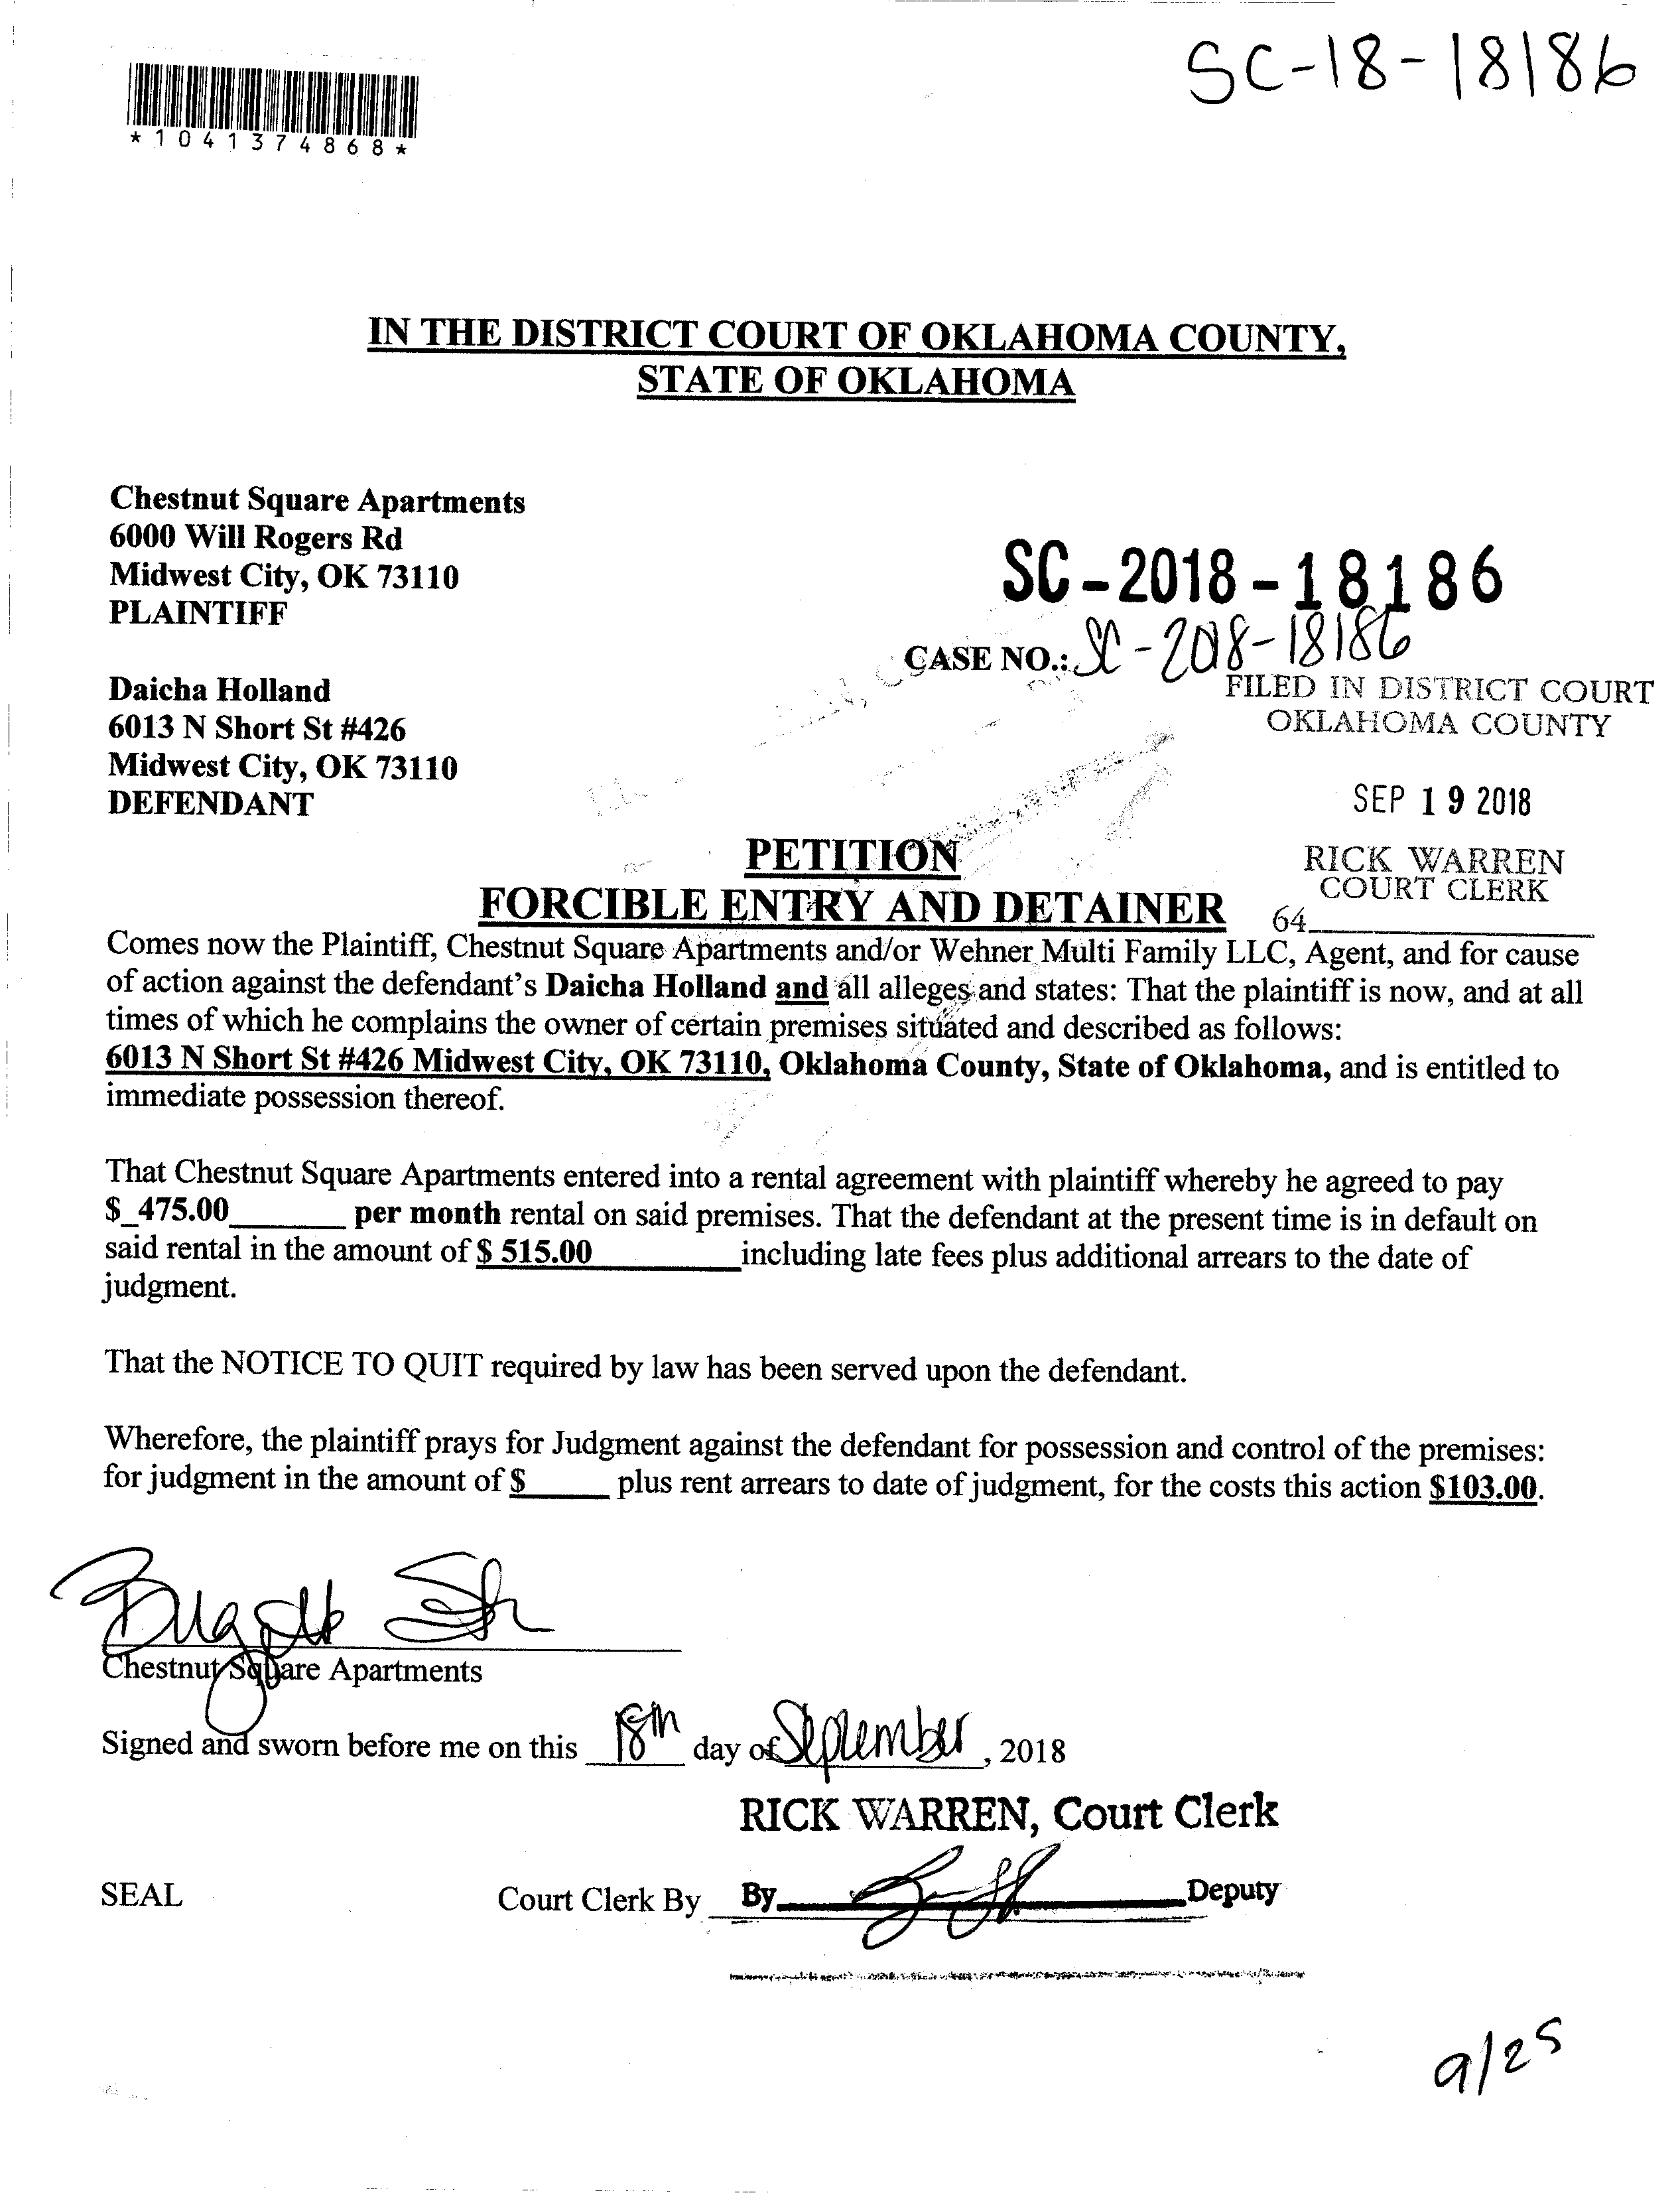 SC-18-18186
*1041374868*
IN THE DISTRICT COURT OF OKLAHOMA COUNTY,
STATE OF OKLAHOMA
Chestnut Square Apartments
6000 Will Rogers Rd
Midwest City, OK 73110
PLAINTIFF
SC-2018-18186
CASE NO.: SC-2018-18186
Daicha Holland
6013 N Short St #426
Midwest City, OK 73110
DEFENDANT
FILED IN DISTRICT COURT
OKLAHOMA COUNTY
SEP 19 2018
RICK WARREN
COURT CLERK
64
PETITION
FORCIBLE ENTRY AND DETAINER
Comes now the Plaintiff, Chestnut Square Apartments and/or Wehner Multi Family LLC, Agent, and for cause
of action against the defendant's Daicha Holland and all alleges and states: That the plaintiff is now, and at all
times of which he complains the owner of certain premises situated and described as follows:
6013 N Short St #426 Midwest City, OK 73110, Oklahoma County, State of Oklahoma, and is entitled to
immediate possession thereof.
That Chestnut Square Apartments entered into a rental agreement with plaintiff whereby he agreed to pay
$_475.00_______ per month rental on said premises. That the defendant at the present time is in default on
said rental in the amount of $ 515.00 _________including late fees plus additional arrears to the date of
judgment.
That the NOTICE TO QUIT required by law has been served upon the defendant.
Wherefore, the plaintiff prays for Judgment against the defendant for possession and control of the premises:
for judgment in the amount of $_____ plus rent arrears to date of judgment, for the costs this action $103.00.
Chestnut Square Apartments
Signed and sworn before me on this 18th day of September, 2018
RICK WARREN, Court Clerk
SEAL Court Clerk By By Deputy
9/25